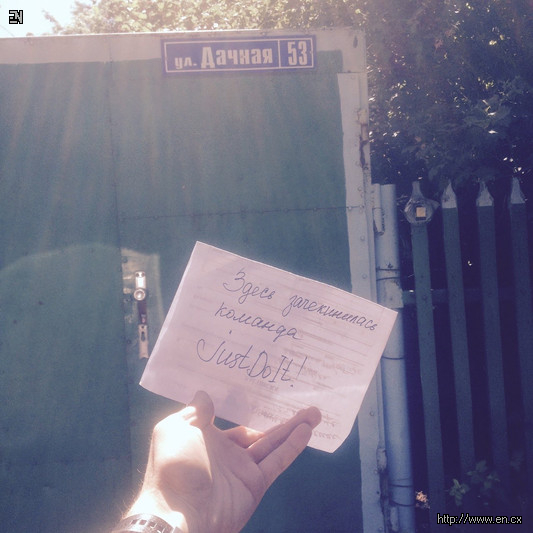 EN
ул. Дачная 53
Здесь зачекинилась
команда
justDoIt!
http://www.en.cx